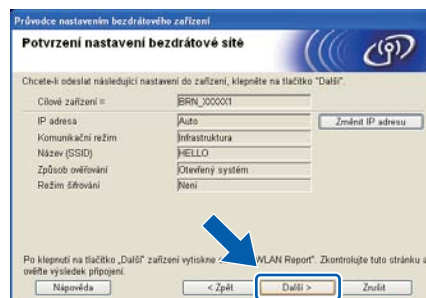 Průvodce nastavením bezdrátového zařízení
Potvrzení nastavení bezdrátové sítě
Chcete-li odeslat následující nastavení do zařízení, klepněte na tlačítko "Další".
Cílové zařízení =
BRN_XXXXX1
IP adresa
Auto
Změnit IP adresu
Komunikační režim
Infrastruktura
Název (SSID)
HELLO
Způsob ověřování
Otevřený systém
Režim šifrování
Není
Po klepnutí na tlačítko „Další“ zařízení vytiskne WLAN Report“. Zkontrolujte tuto stránku a
ověřte výsledek připojení.
Nápověda
< Zpět
Další >
Zrušit